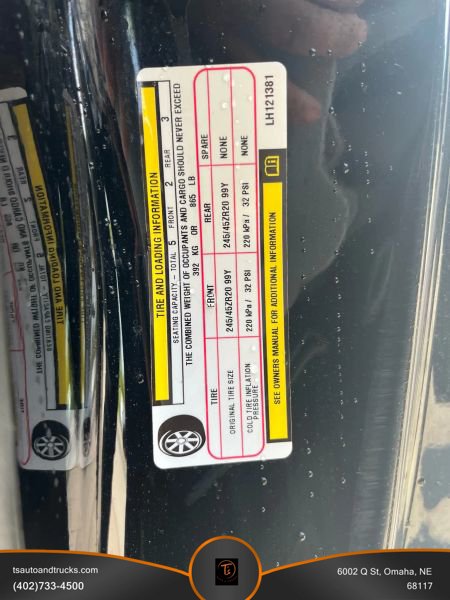 TIRE AND LOADING INFORMATION
SEATING CAPACITY - TOTAL 5 FRONT 2 REAR 3
THE COMBINED WEIGHT OF OCCUPANTS AND CARGO SHOULD NEVER EXCEED
392 KG OR 865 LB
TIRE FRONT REAR SPARE
ORIGINAL TIRE SIZE 245/45ZR20 99Y 245/45ZR20 99Y NONE
COLD TIRE INFLATION PRESSURE 220 kPa / 32 PSI 220 kPa / 32 PSI NONE
SEE OWNERS MANUAL FOR ADDITIONAL INFORMATION
LH121381
tsautoandtrucks.com
(402)733-4500
Ts
6002 Q St, Omaha, NE
68117